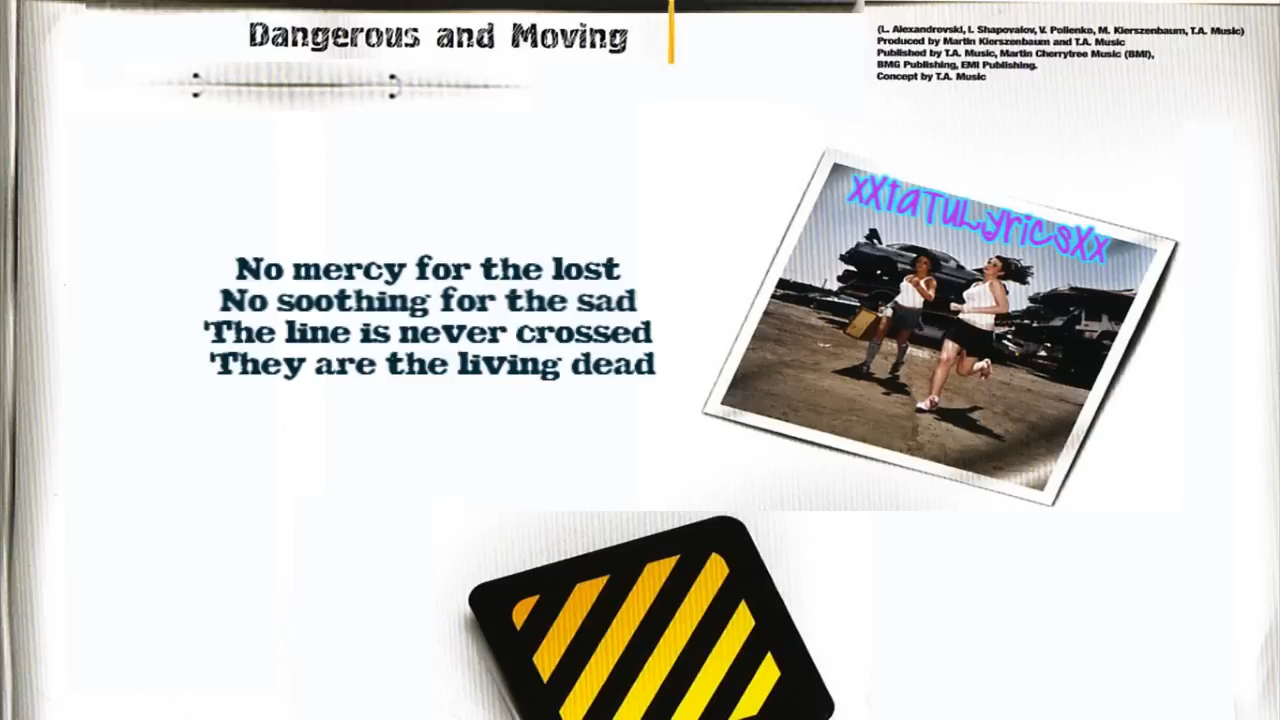 Dangerous and Moving
(L. Alexandrovski, I. Shapovalov, V. Polienko, M. Kierszenbaum, T.A. Music)
Produced by Martin Kierszenbaum and T.A. Music
Published by T.A. Music, Martin Cherrytree Music (BMI),
BMG Publishing, EMI Publishing.
Concept by T.A. Music
xXtaTuLyricsXx
No mercy for the lost
No soothing for the sad
'The line is never crossed
'They are the living dead